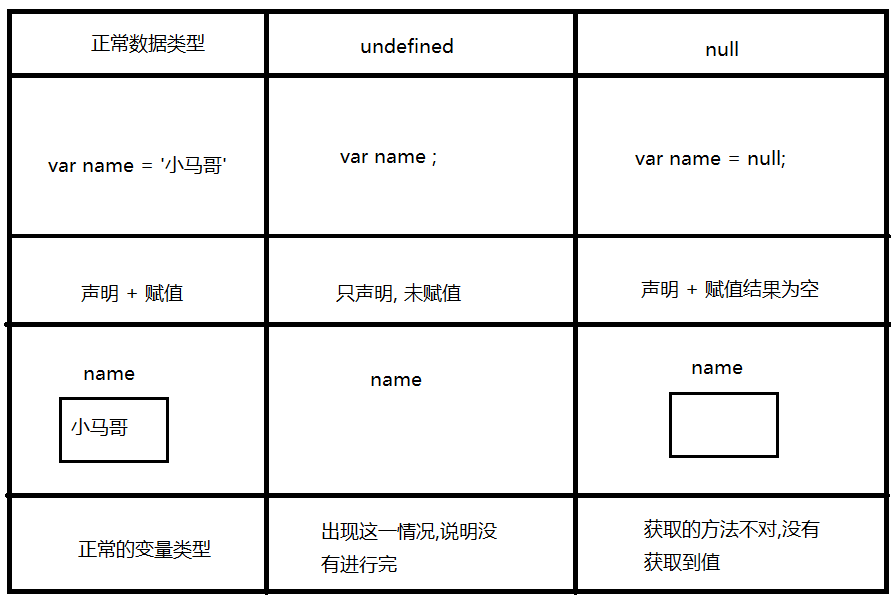 正常数据类型
undefined
null
var name = '小马哥'
var name ;
var name = null;
声明 + 赋值
只声明, 未赋值
声明 + 赋值结果为空
name
小马哥
name
name
正常的变量类型
出现这一情况,说明没
有进行完
获取的方法不对,没有
获取到值